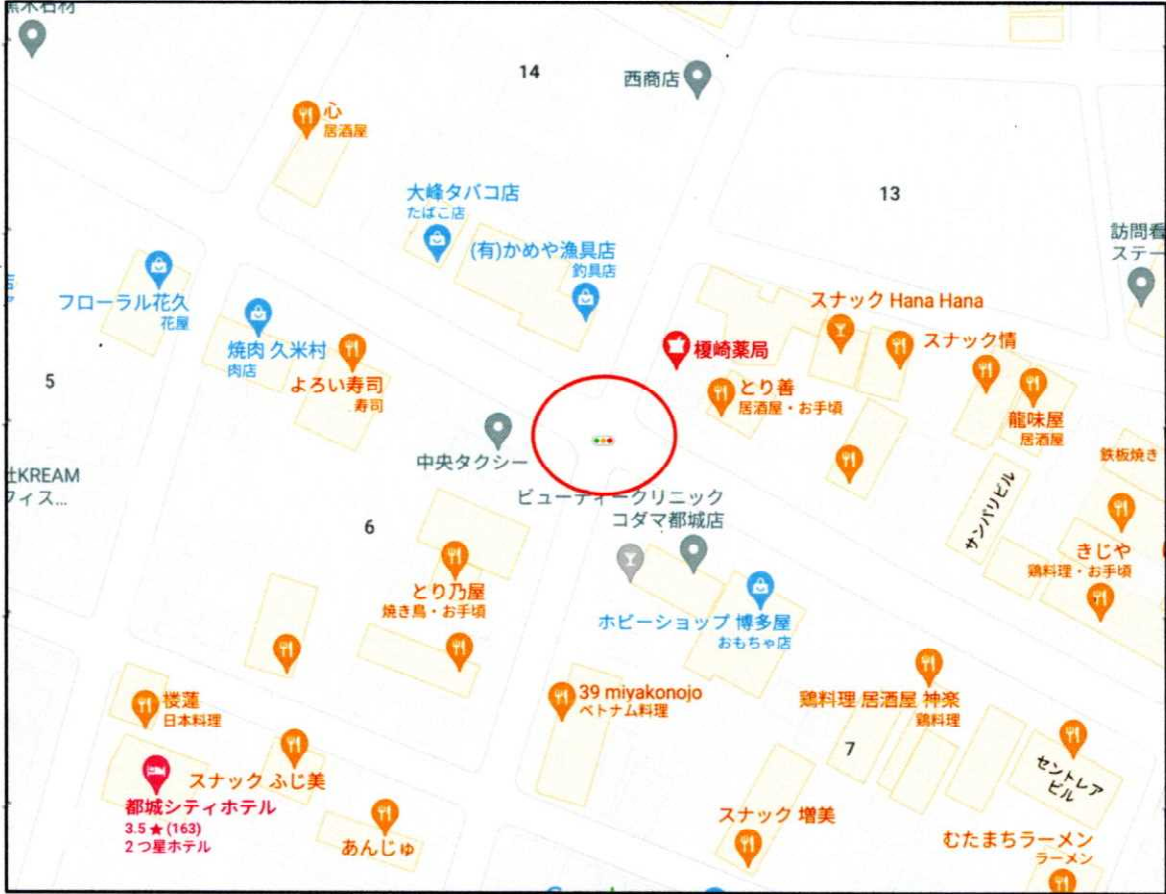 黒木石材
14
西商店
心
居酒屋
大峰タバコ店
たばこ店
13
(有)かめや漁具店
釣具店
訪問看
ステー
フローラル花久
花屋
スナック Hana Hana
焼肉 久米村
肉店
榎崎薬局
スナック情
5
よろい寿司
寿司
とり善
居酒屋・お手頃
龍味屋
居酒屋
中央タクシー
鉄板焼き
社KREAM
フィス...
ビューティークリニック
コダマ都城店
サンパリビル
6
きじや
鶏料理・お手頃
とり乃屋
焼き鳥・お手頃
ホビーショップ 博多屋
おもちゃ店
楼蓮
日本料理
39 miyakonojo
ベトナム料理
鶏料理 居酒屋 神楽
鶏料理
7
スナック ふじ美
セントレア
ビル
都城シティホテル
3.5★(163)
2 つ星ホテル
スナック 増美
あんじゅ
むたまちラーメン
ラーメン